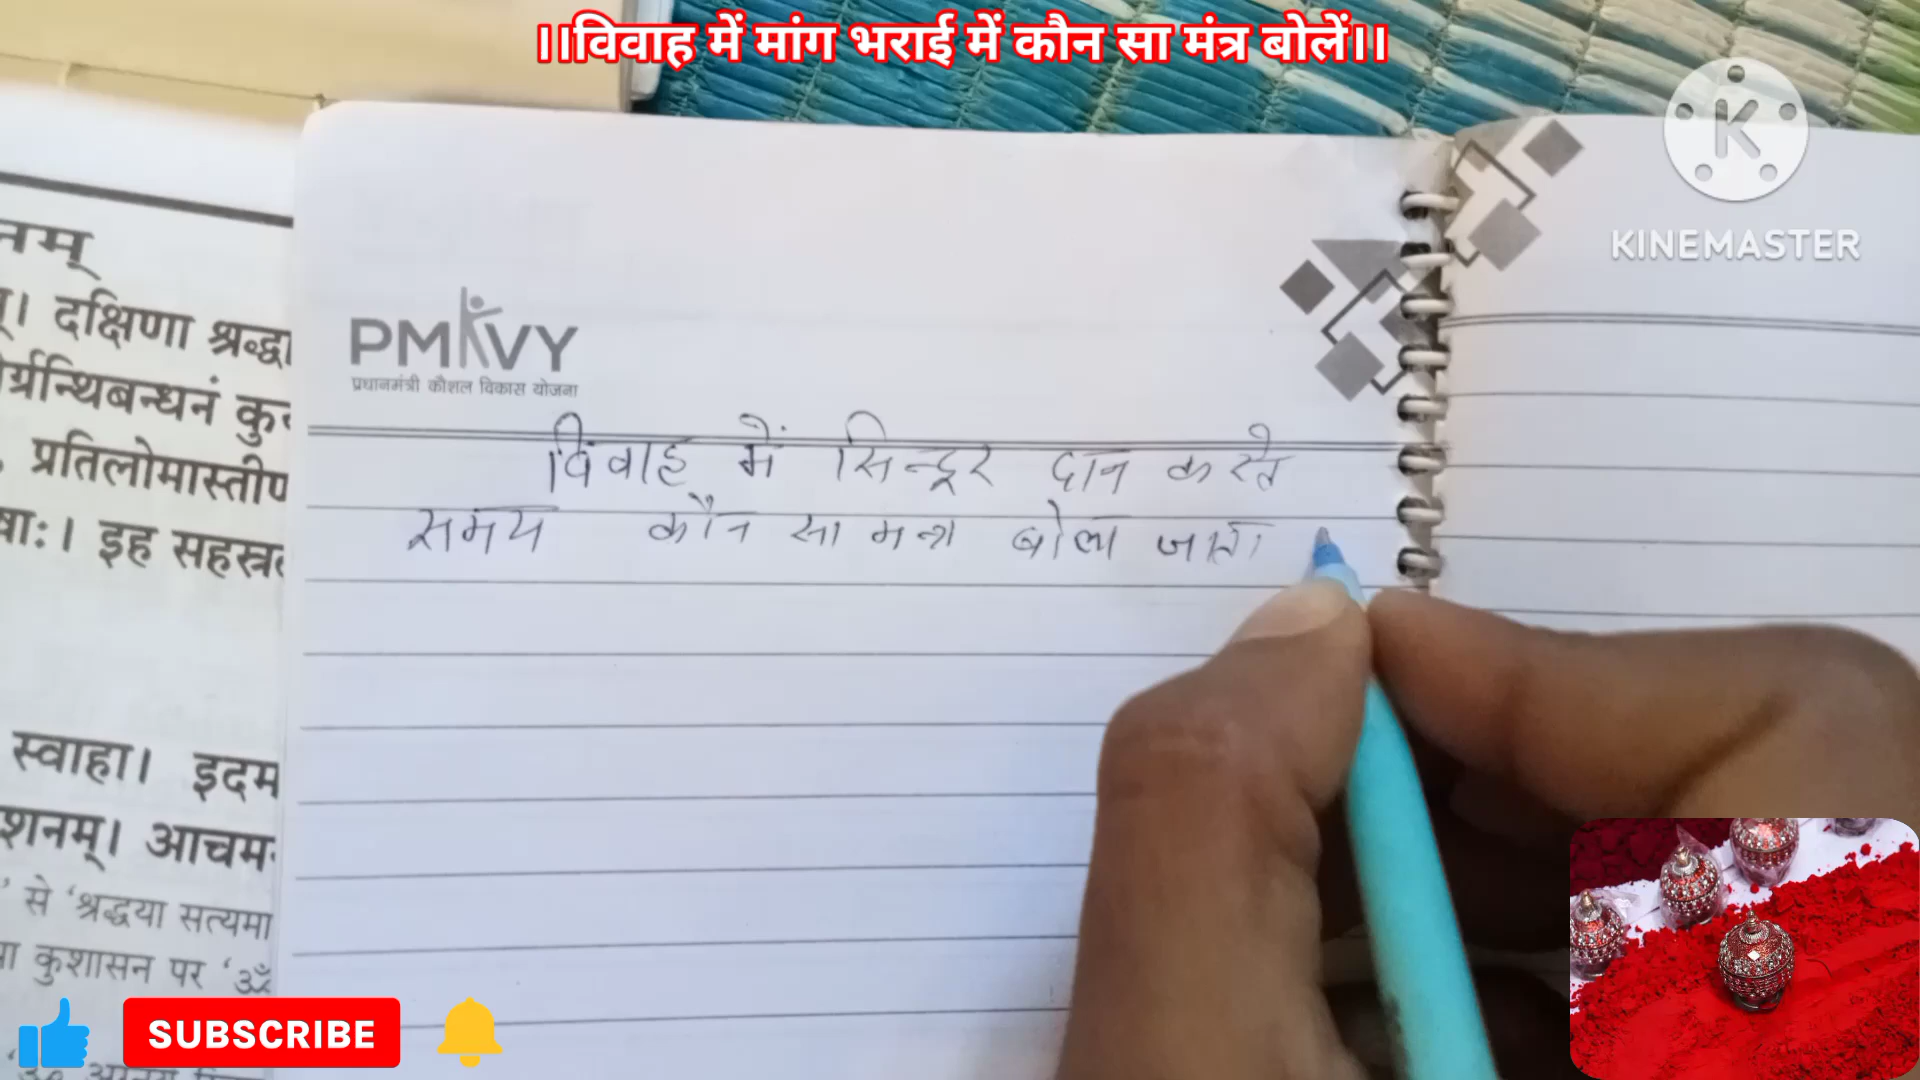 ।।विवाह में मांग भराई में कौन सा मंत्र बोलें।।
KINEMASTER
नम्
। दक्षिणा श्रद्धा
र्ग्रन्थिबन्धनं
प्रतिलोमास्तीर्ण
वाः। इह सहस्र
स्वाहा। इदम
शनम्। आचम
’ से ‘श्रद्धया सत्यमा
कुशासन पर ‘ॐ
PMKVY
प्रधानमंत्री कौशल विकास योजना
विवाह में सिन्दूर दान करते
समय कौन सा मन्त्र बोला जाता
SUBSCRIBE